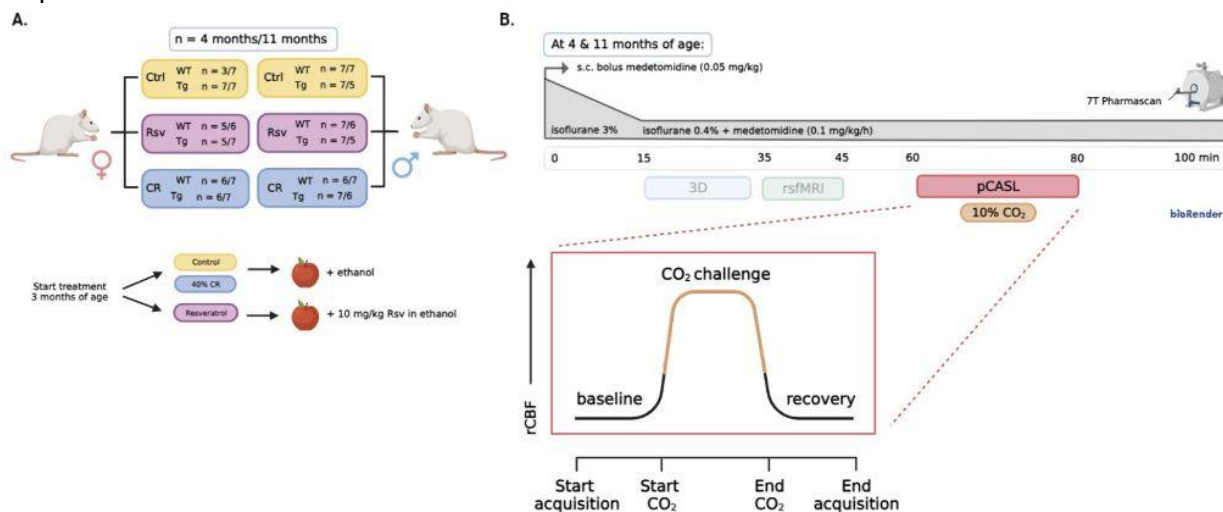 A.
n = 4 months/11 months
Ctrl WT n = 3/7
Tg n = 7/7
Ctrl WT n = 7/7
Tg n = 7/5
Rsv WT n = 5/6
Tg n = 5/7
Rsv WT n = 7/6
Tg n = 7/5
CR WT n = 6/7
Tg n = 6/7
CR WT n = 6/7
Tg n = 7/6
Start treatment
3 months of age
Control
40% CR
Resveratrol
+ ethanol
+ 10 mg/kg Rsv in ethanol
B.
At 4 & 11 months of age:
s.c. bolus medetomidine (0.05 mg/kg)
7T Pharmascan
isoflurane 3%
isoflurane 0.4% + medetomidine (0.1 mg/kg/h)
0 15 35 45 60 80 100 min
3D
rsfMRI
pCASL
10% CO₂
bioRender
rCBF
CO₂ challenge
baseline
recovery
Start
acquisition
Start
CO₂
End
CO₂
End
acquisition